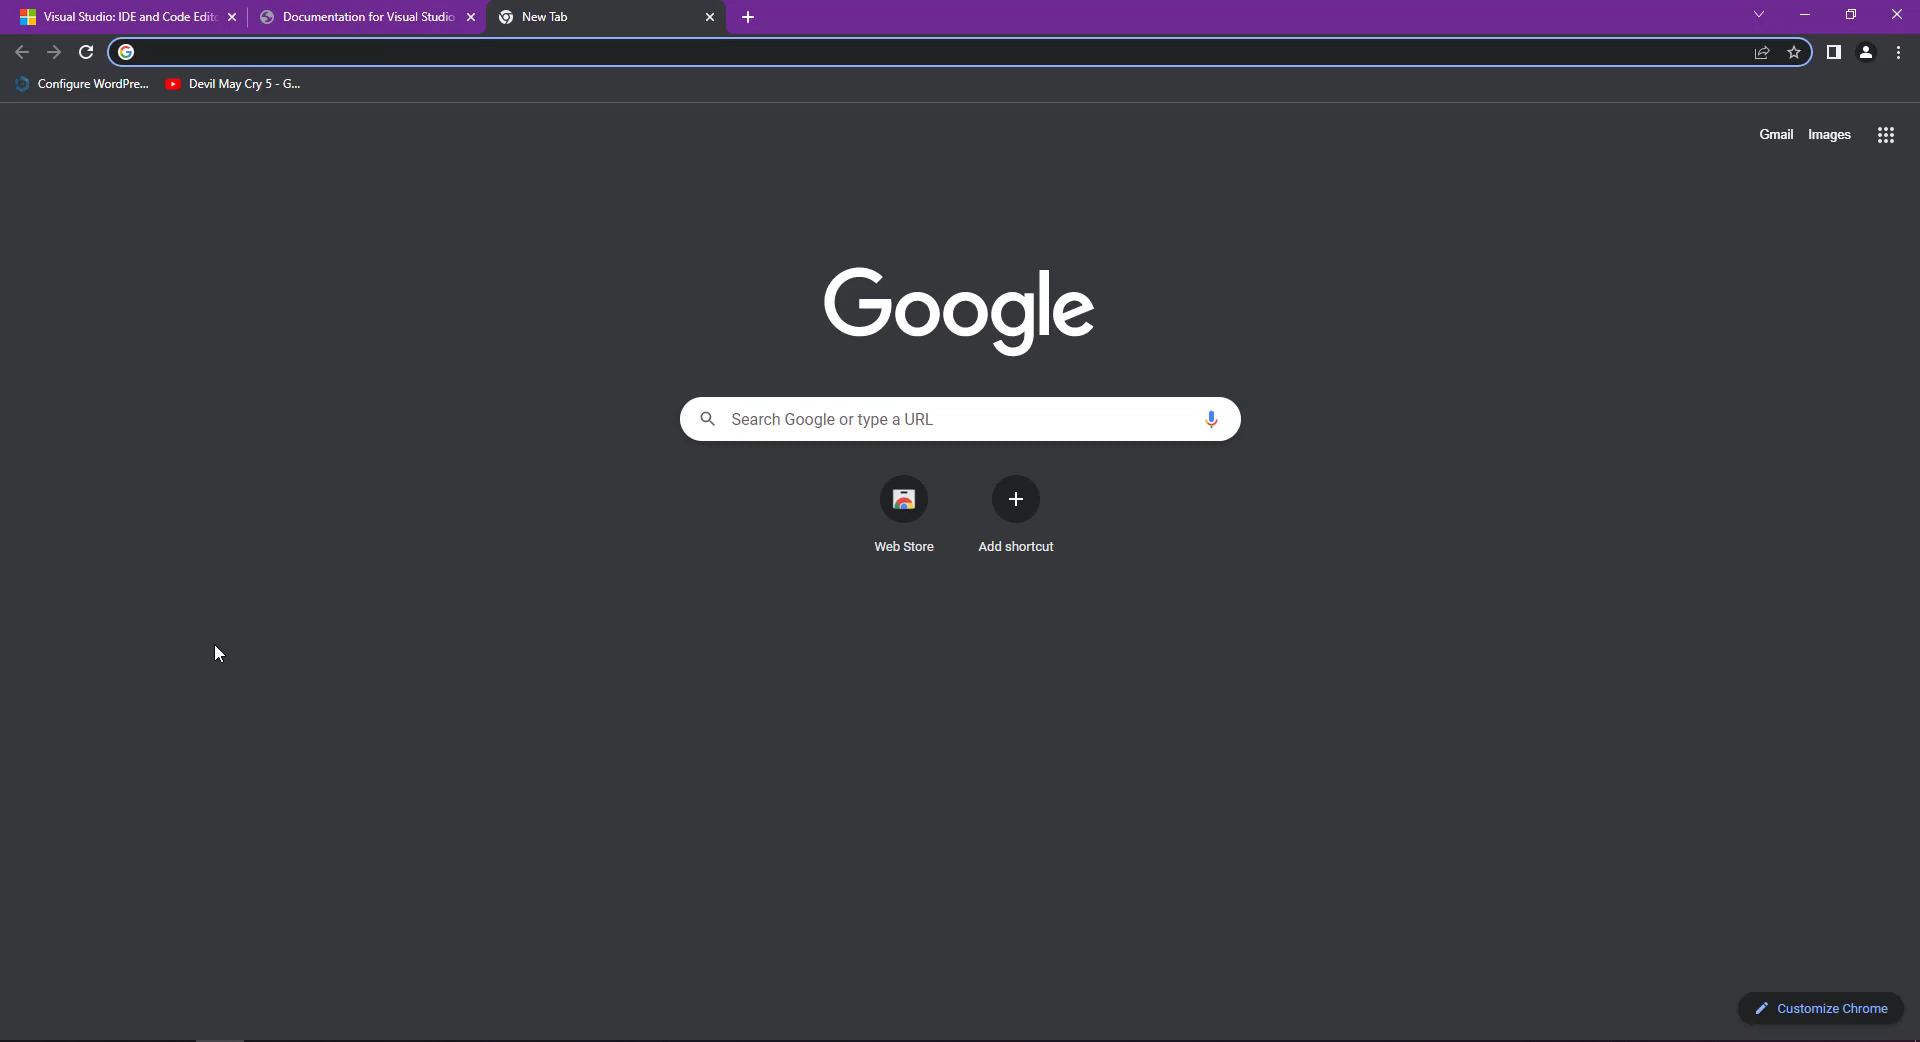 Visual Studio: IDE and Code Edit
Documentation for Visual Studio
New Tab
Configure WordPre...
Devil May Cry 5 - G...
Gmail
Images
Google
Search Google or type a URL
Web Store
Add shortcut
Customize Chrome